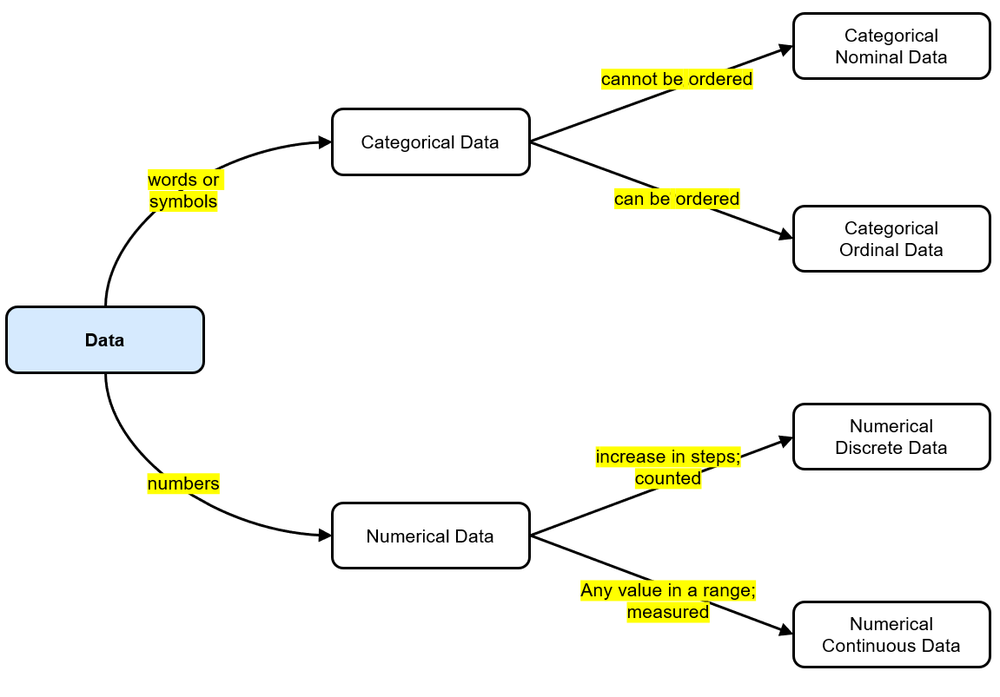 Categorical
Nominal Data
cannot be ordered
Categorical Data
words or
symbols
can be ordered
Categorical
Ordinal Data
Data
Numerical
Discrete Data
increase in steps;
counted
numbers
Numerical Data
Any value in a range;
measured
Numerical
Continuous Data